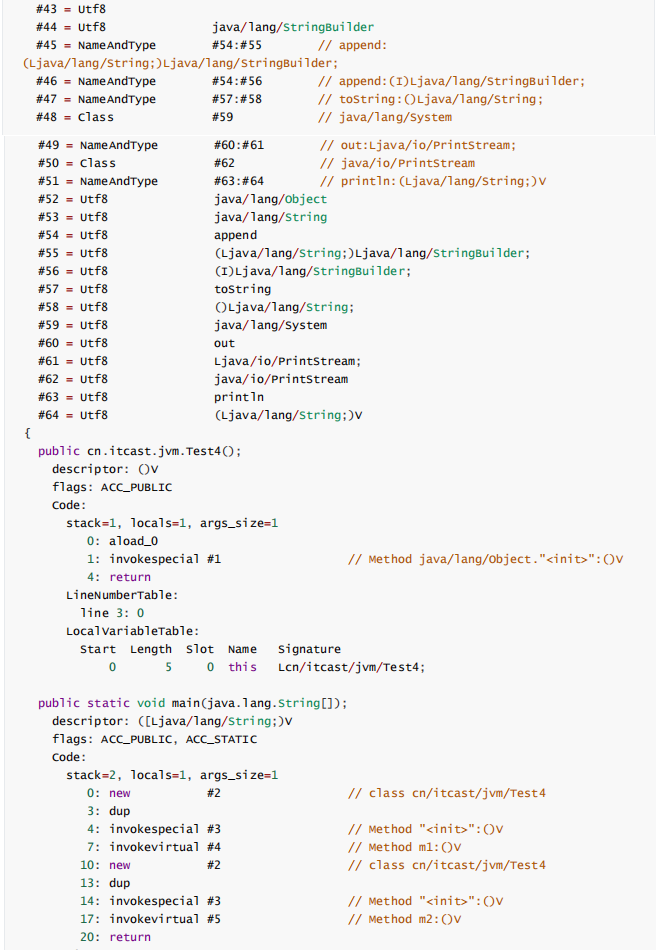 #43 = Utf8
#44 = Utf8 java/lang/StringBuilder
#45 = NameAndType #54:#55 // append:
(Ljava/lang/String;)Ljava/lang/StringBuilder;
#46 = NameAndType #54:#56 // append:(I)Ljava/lang/StringBuilder;
#47 = NameAndType #57:#58 // toString:()Ljava/lang/String;
#48 = Class #59 // java/lang/System
#49 = NameAndType #60:#61 // out:Ljava/io/PrintStream;
#50 = Class #62 // java/io/PrintStream
#51 = NameAndType #63:#64 // println:(Ljava/lang/String;)V
#52 = Utf8 java/lang/Object
#53 = Utf8 java/lang/String
#54 = Utf8 append
#55 = Utf8 (Ljava/lang/String;)Ljava/lang/StringBuilder;
#56 = Utf8 (I)Ljava/lang/StringBuilder;
#57 = Utf8 toString
#58 = Utf8 ()Ljava/lang/String;
#59 = Utf8 java/lang/System
#60 = Utf8 out
#61 = Utf8 Ljava/io/PrintStream;
#62 = Utf8 java/io/PrintStream
#63 = Utf8 println
#64 = Utf8 (Ljava/lang/String;)V
{
public cn.itcast.jvm.Test4();
descriptor: ()V
flags: ACC_PUBLIC
Code:
stack=1, locals=1, args_size=1
0: aload_0
1: invokespecial #1 // Method java/lang/Object."<init>":()V
4: return
LineNumberTable:
line 3: 0
LocalVariableTable:
Start Length Slot Name Signature
0 5 0 this Lcn/itcast/jvm/Test4;
public static void main(java.lang.String[]);
descriptor: ([Ljava/lang/String;)V
flags: ACC_PUBLIC, ACC_STATIC
Code:
stack=2, locals=1, args_size=1
0: new #2 // class cn/itcast/jvm/Test4
3: dup
4: invokespecial #3 // Method "<init>":()V
7: invokevirtual #4 // Method m1:()V
10: new #2 // class cn/itcast/jvm/Test4
13: dup
14: invokespecial #3 // Method "<init>":()V
17: invokevirtual #5 // Method m2:()V
20: return